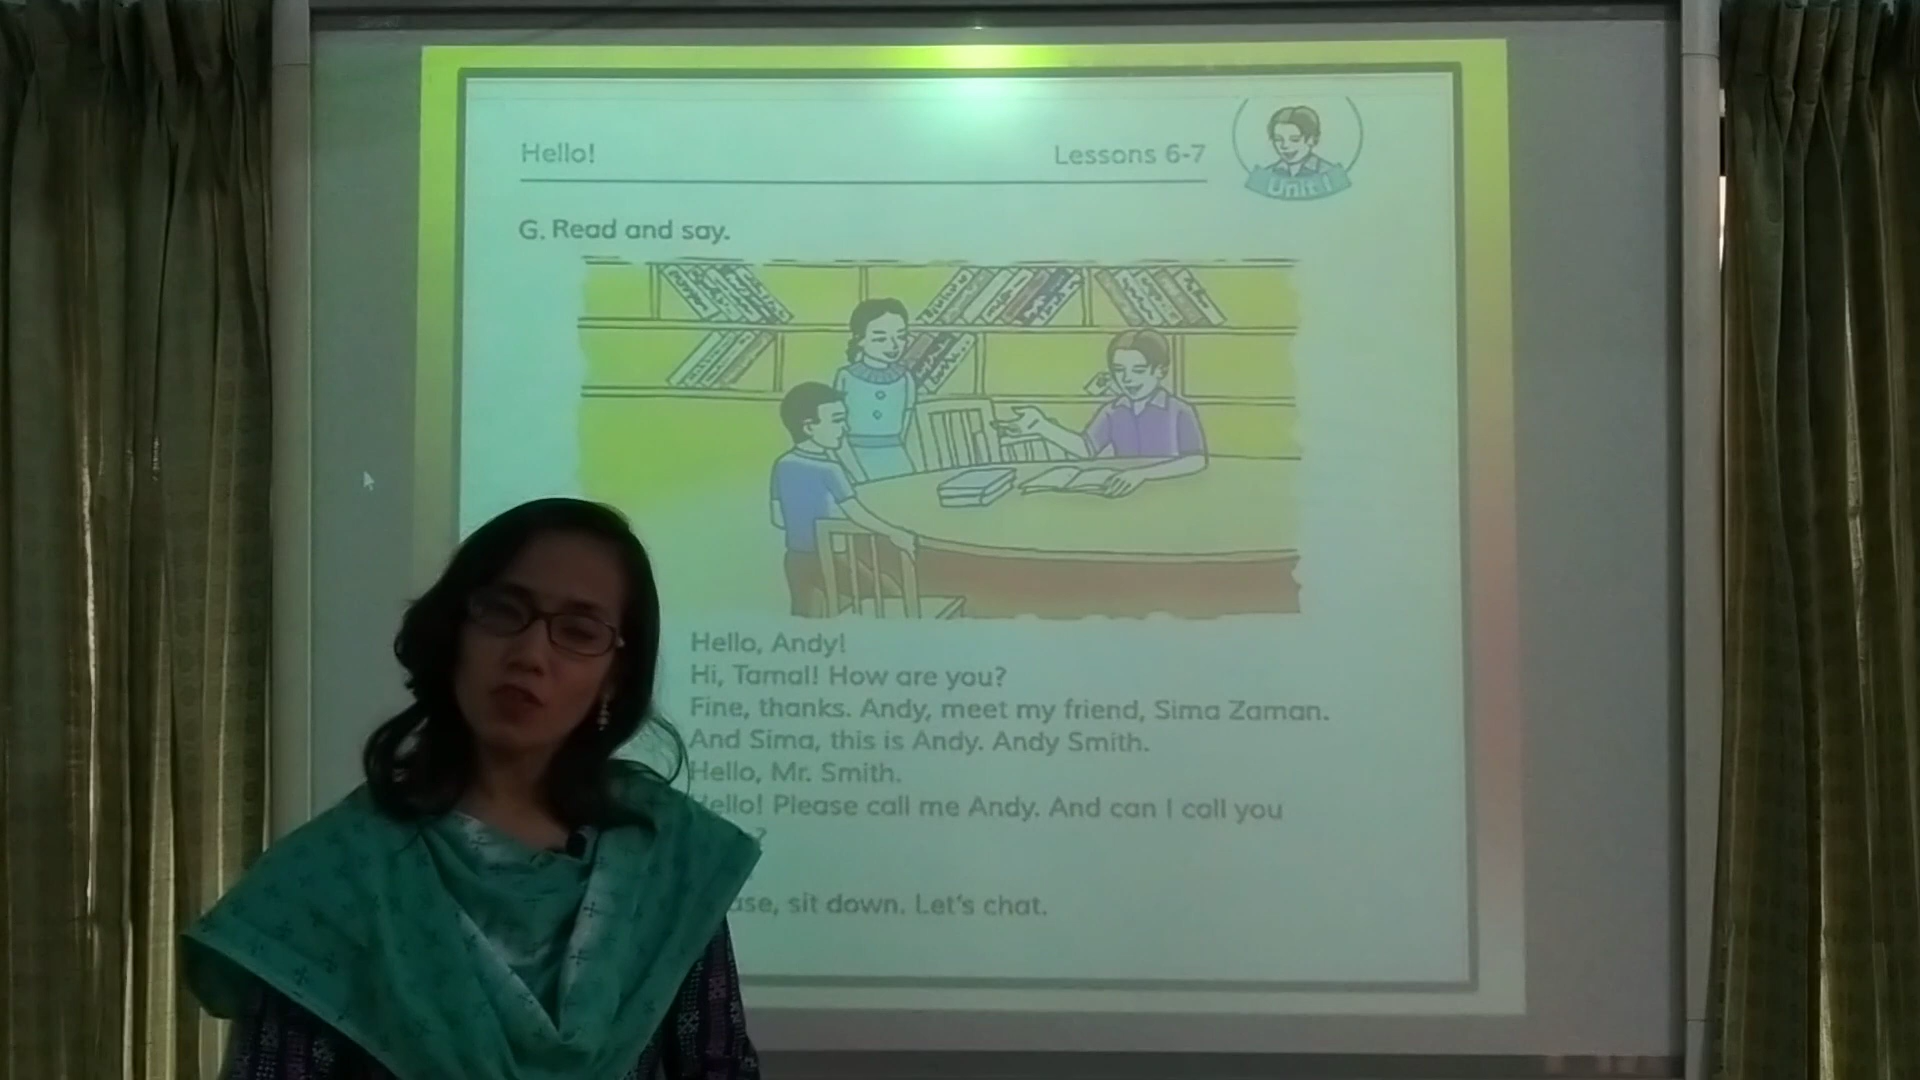 Hello!
Lessons 6-7
Unit 1
G. Read and say.
Hello, Andy!
Hi, Tamal! How are you?
Fine, thanks. Andy, meet my friend, Sima Zaman.
And Sima, this is Andy. Andy Smith.
Hello, Mr. Smith.
Hello! Please call me Andy. And can I call you
?
sit down. Let's chat.